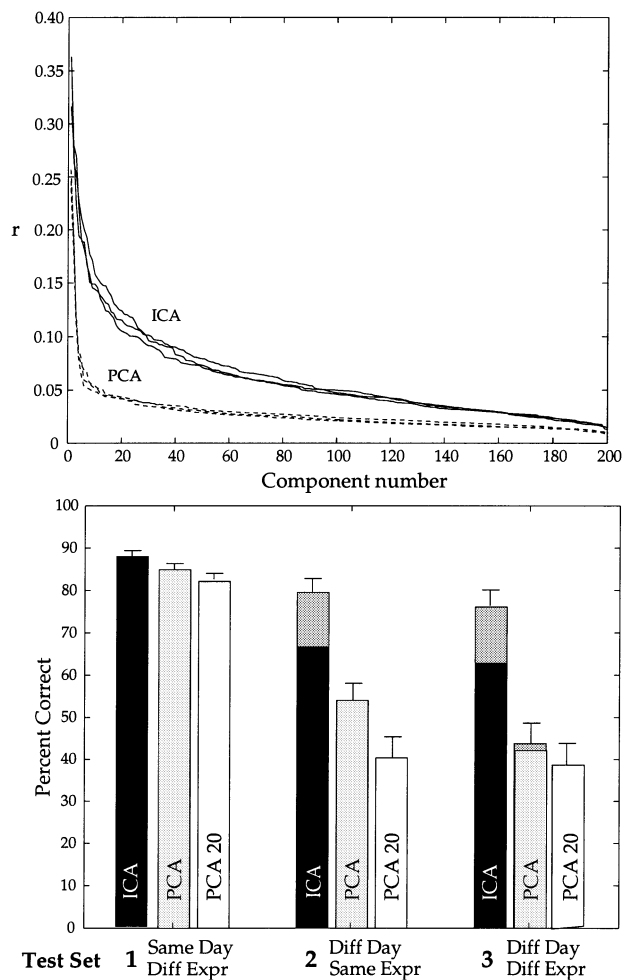 0.40
0.35
0.30
0.25
r
0.20
0.15
ICA
0.10
PCA
0.05
0
0 20 40 60 80 100 120 140 160 180 200
Component number
100
90
80
70
60
50
40
30
20
10
0
Percent Correct
ICA PCA PCA 20 ICA PCA PCA 20 ICA PCA PCA 20
Test Set 1 Same Day Diff Expr 2 Diff Day Same Expr 3 Diff Day Diff Expr